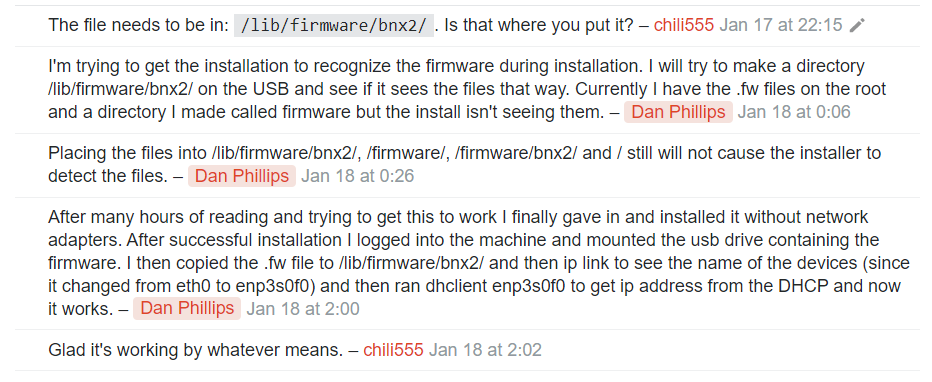 The file needs to be in: /lib/firmware/bnx2/ . Is that where you put it? – chili555 Jan 17 at 22:15
I'm trying to get the installation to recognize the firmware during installation. I will try to make a directory
/lib/firmware/bnx2/ on the USB and see if it sees the files that way. Currently I have the .fw files on the root
and a directory I made called firmware but the install isn't seeing them. – Dan Phillips Jan 18 at 0:06
Placing the files into /lib/firmware/bnx2/, /firmware/, /firmware/bnx2/ and / still will not cause the installer to
detect the files. – Dan Phillips Jan 18 at 0:26
After many hours of reading and trying to get this to work I finally gave in and installed it without network
adapters. After successful installation I logged into the machine and mounted the usb drive containing the
firmware. I then copied the .fw file to /lib/firmware/bnx2/ and then ip link to see the name of the devices (since
it changed from eth0 to enp3s0f0) and then ran dhclient enp3s0f0 to get ip address from the DHCP and now
it works. – Dan Phillips Jan 18 at 2:00
Glad it's working by whatever means. – chili555 Jan 18 at 2:02